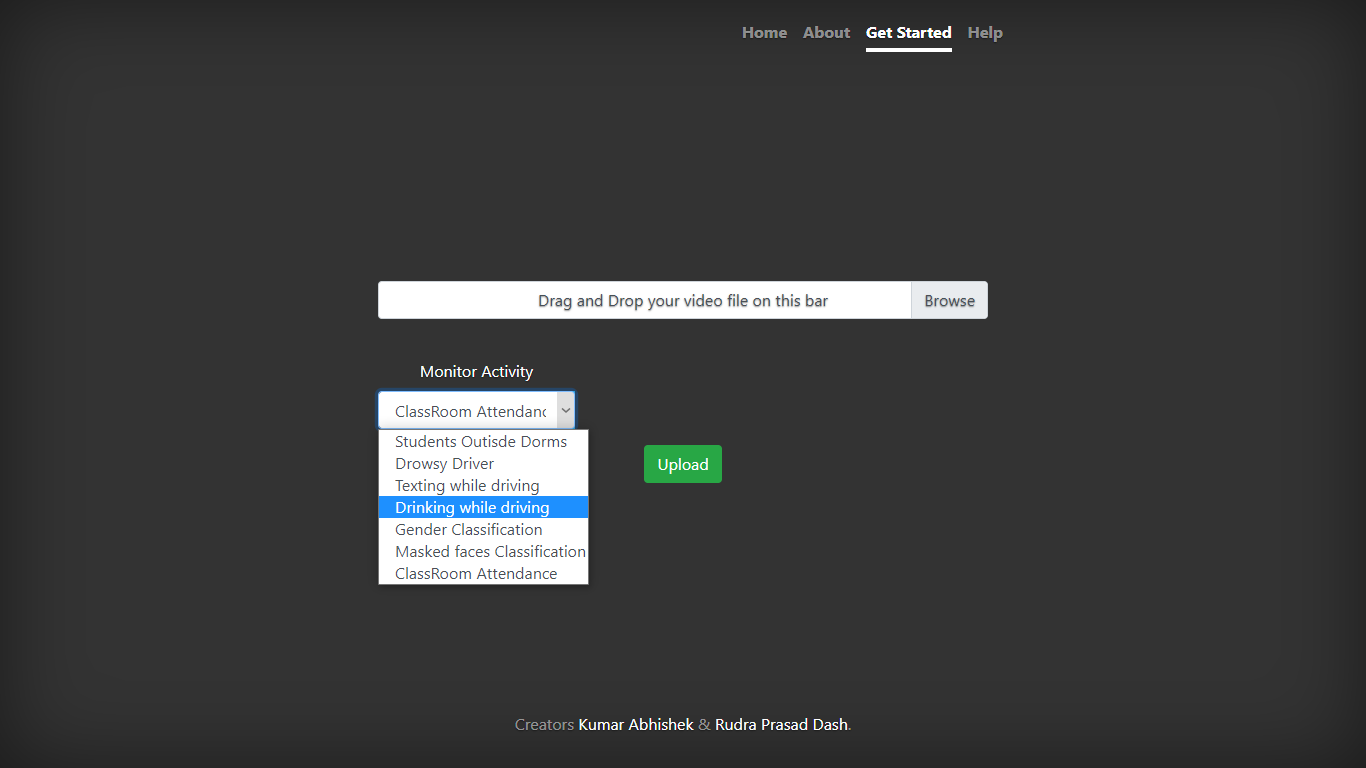 Home About Get Started Help
Drag and Drop your video file on this bar Browse
Monitor Activity
ClassRoom Attendanc
Students Outisde Dorms
Drowsy Driver
Texting while driving
Drinking while driving
Gender Classification
Masked faces Classification
ClassRoom Attendance
Upload
Creators Kumar Abhishek & Rudra Prasad Dash.